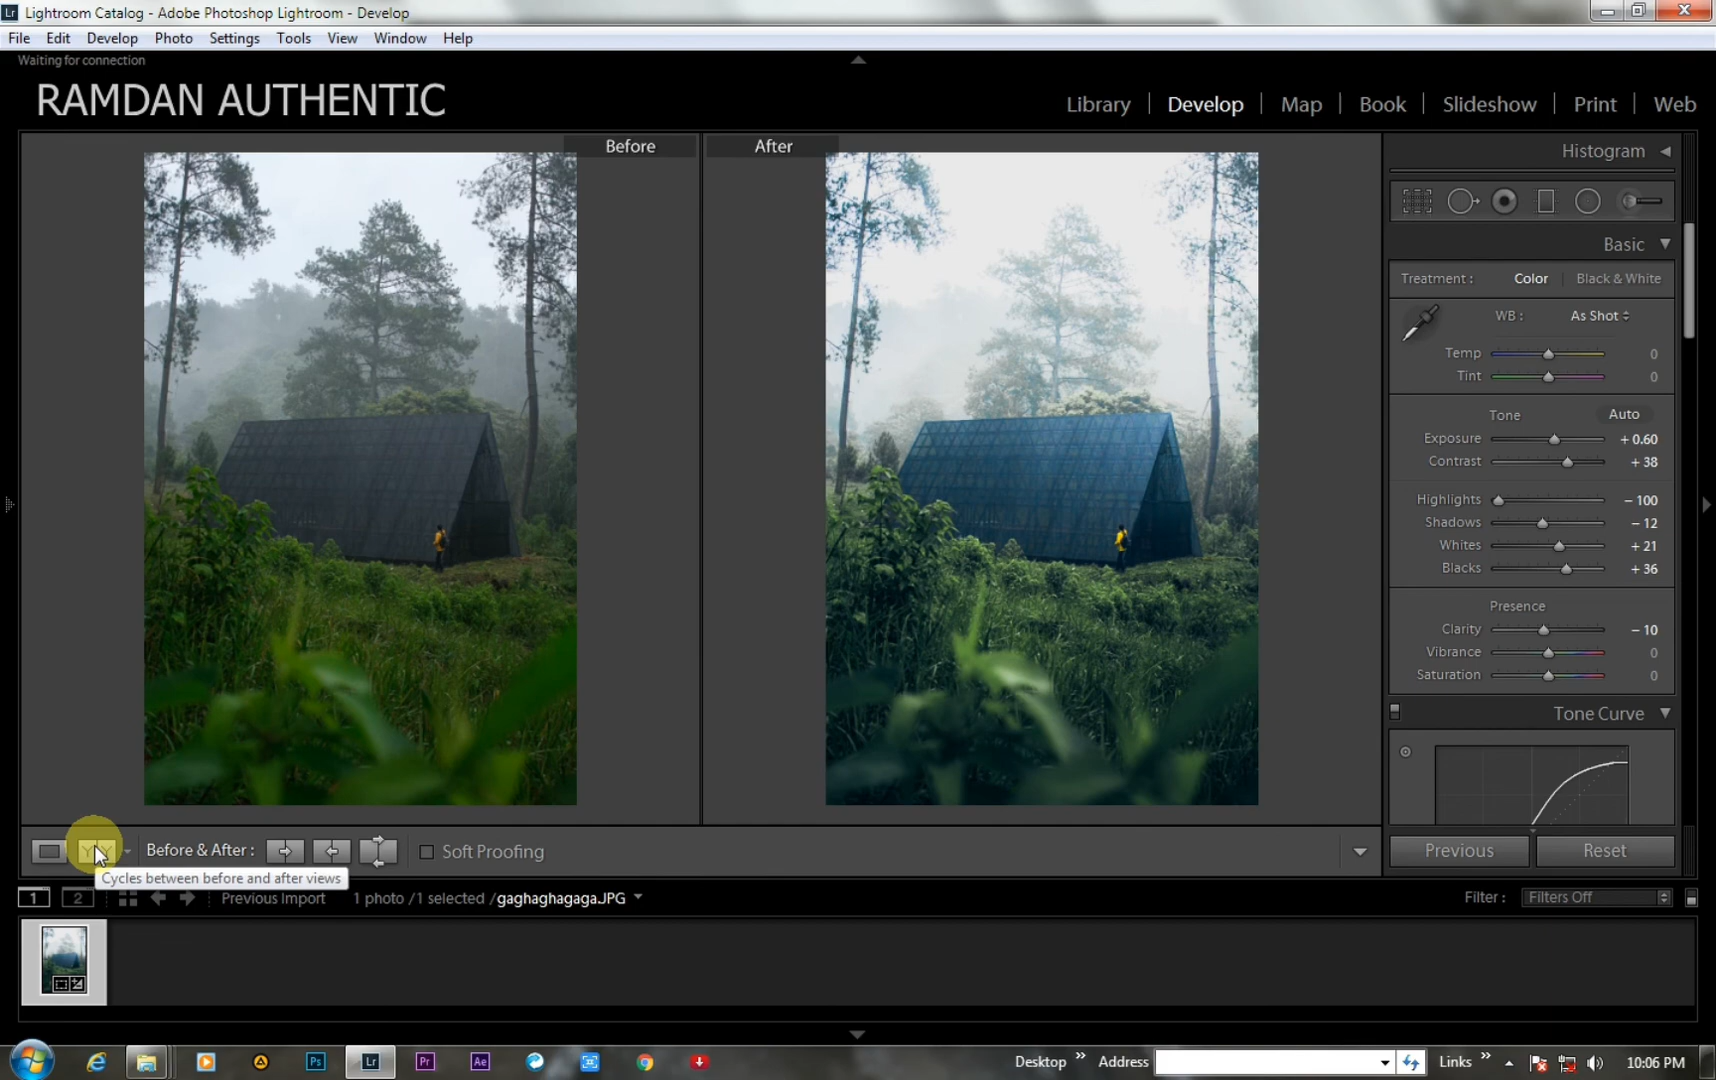 Lightroom Catalog - Adobe Photoshop Lightroom - Develop
File Edit Develop Photo Settings Tools View Window Help
Waiting for connection
RAMDAN AUTHENTIC
Library Develop Map Book Slideshow Print Web
Before After
Histogram
Basic
Treatment : Color Black & White
WB : As Shot
Temp 0
Tint 0
Tone Auto
Exposure + 0.60
Contrast + 38
Highlights – 100
Shadows – 12
Whites + 21
Blacks + 36
Presence
Clarity – 10
Vibrance 0
Saturation 0
Tone Curve
YY Before & After : Soft Proofing
Previous Reset
Cycles between before and after views
1 2 Previous Import 1 photo /1 selected /gaghaghagaga.JPG Filter : Filters Off
Ps Lr Pr Ae Desktop » Address Links » 10:06 PM